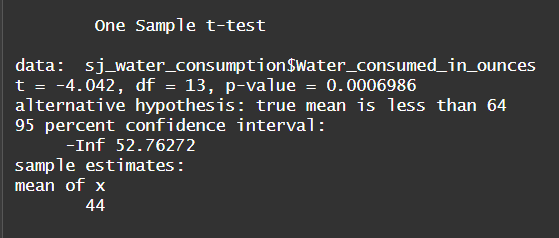 One Sample t-test
data: sj_water_consumption$Water_consumed_in_ounces
t = -4.042, df = 13, p-value = 0.0006986
alternative hypothesis: true mean is less than 64
95 percent confidence interval:
-Inf 52.76272
sample estimates:
mean of x
44